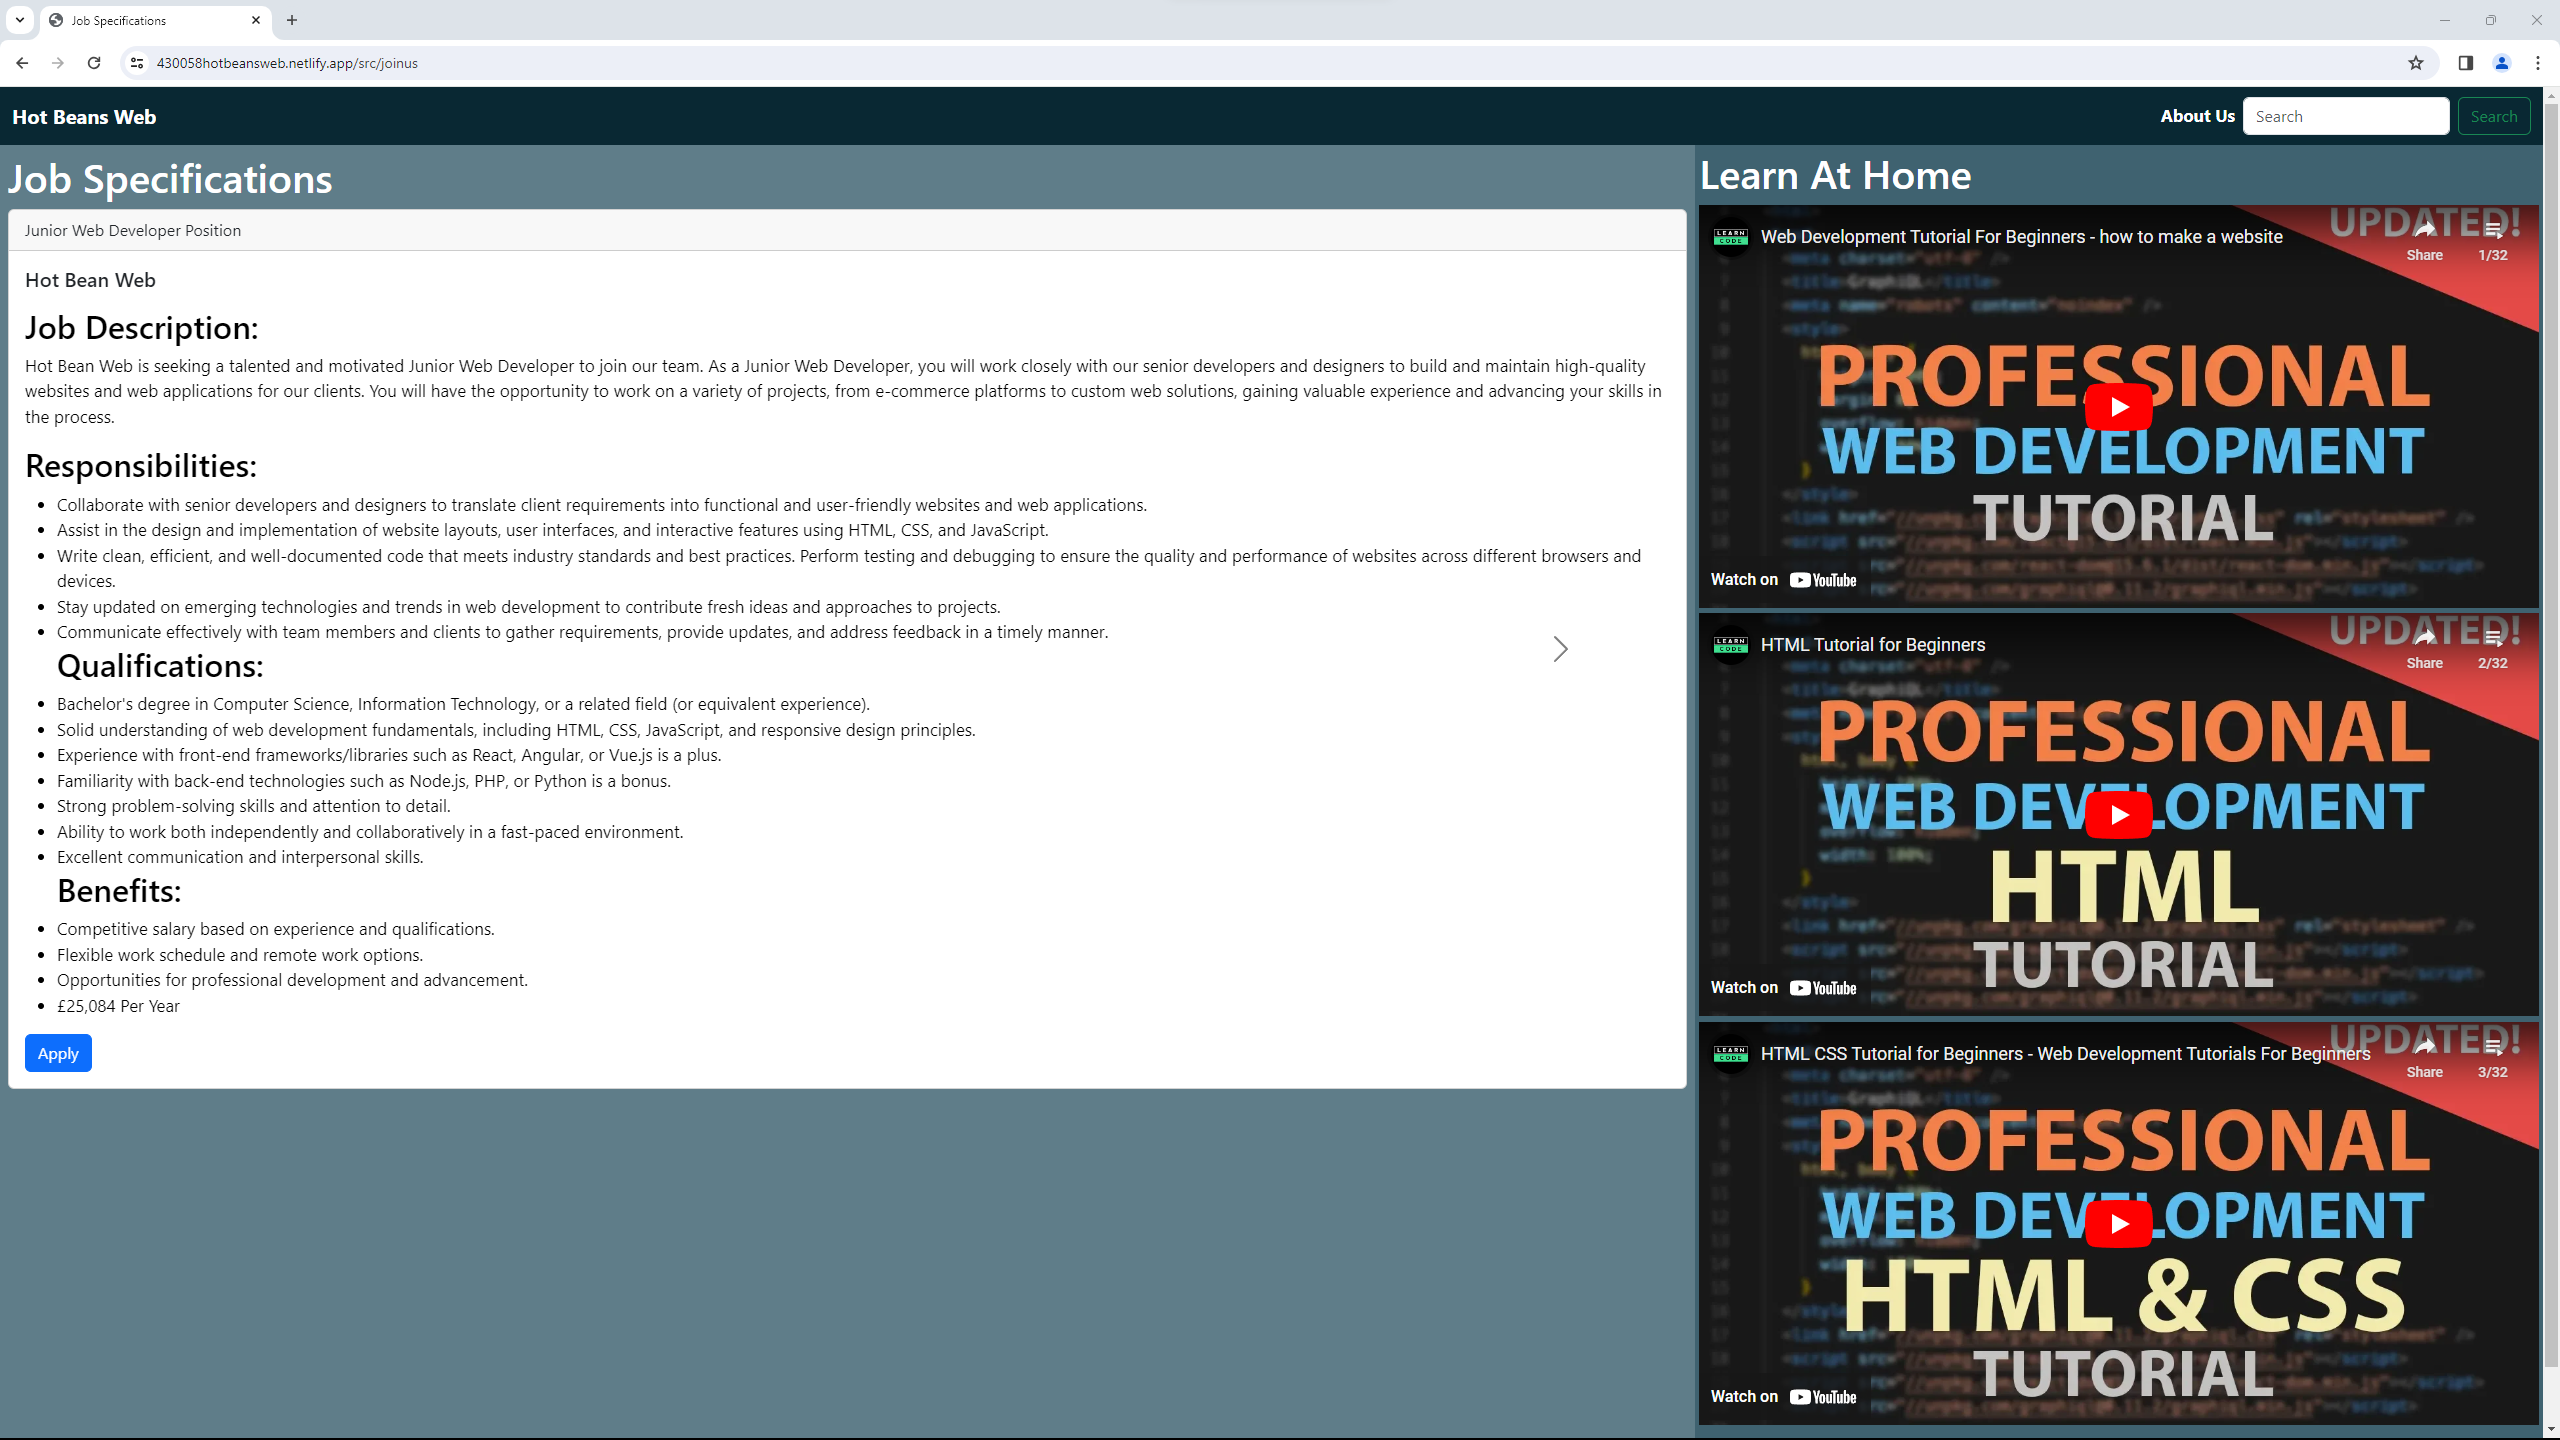 Job Specifications
430058hotbeansweb.netlify.app/src/joinus
Hot Beans Web
About Us
Search
Search
Job Specifications
Junior Web Developer Position
Hot Bean Web
Job Description:
Hot Bean Web is seeking a talented and motivated Junior Web Developer to join our team. As a Junior Web Developer, you will work closely with our senior developers and designers to build and maintain high-quality
websites and web applications for our clients. You will have the opportunity to work on a variety of projects, from e-commerce platforms to custom web solutions, gaining valuable experience and advancing your skills in
the process.
Responsibilities:
• Collaborate with senior developers and designers to translate client requirements into functional and user-friendly websites and web applications.
• Assist in the design and implementation of website layouts, user interfaces, and interactive features using HTML, CSS, and JavaScript.
• Write clean, efficient, and well-documented code that meets industry standards and best practices. Perform testing and debugging to ensure the quality and performance of websites across different browsers and
devices.
• Stay updated on emerging technologies and trends in web development to contribute fresh ideas and approaches to projects.
• Communicate effectively with team members and clients to gather requirements, provide updates, and address feedback in a timely manner.
Qualifications:
• Bachelor's degree in Computer Science, Information Technology, or a related field (or equivalent experience).
• Solid understanding of web development fundamentals, including HTML, CSS, JavaScript, and responsive design principles.
• Experience with front-end frameworks/libraries such as React, Angular, or Vue.js is a plus.
• Familiarity with back-end technologies such as Node.js, PHP, or Python is a bonus.
• Strong problem-solving skills and attention to detail.
• Ability to work both independently and collaboratively in a fast-paced environment.
• Excellent communication and interpersonal skills.
Benefits:
• Competitive salary based on experience and qualifications.
• Flexible work schedule and remote work options.
• Opportunities for professional development and advancement.
• £25,084 Per Year
Apply
Learn At Home
UPDATED!
LEARN CODE
Web Development Tutorial For Beginners - how to make a website
Share
1/32
PROFESSIONAL
WEB DEVELOPMENT
TUTORIAL
Watch on YouTube
UPDATED!
LEARN CODE
HTML Tutorial for Beginners
Share
2/32
PROFESSIONAL
WEB DEVELOPMENT
HTML
TUTORIAL
Watch on YouTube
UPDATED!
LEARN CODE
HTML CSS Tutorial for Beginners - Web Development Tutorials For Beginners
Share
3/32
PROFESSIONAL
WEB DEVELOPMENT
HTML & CSS
TUTORIAL
Watch on YouTube